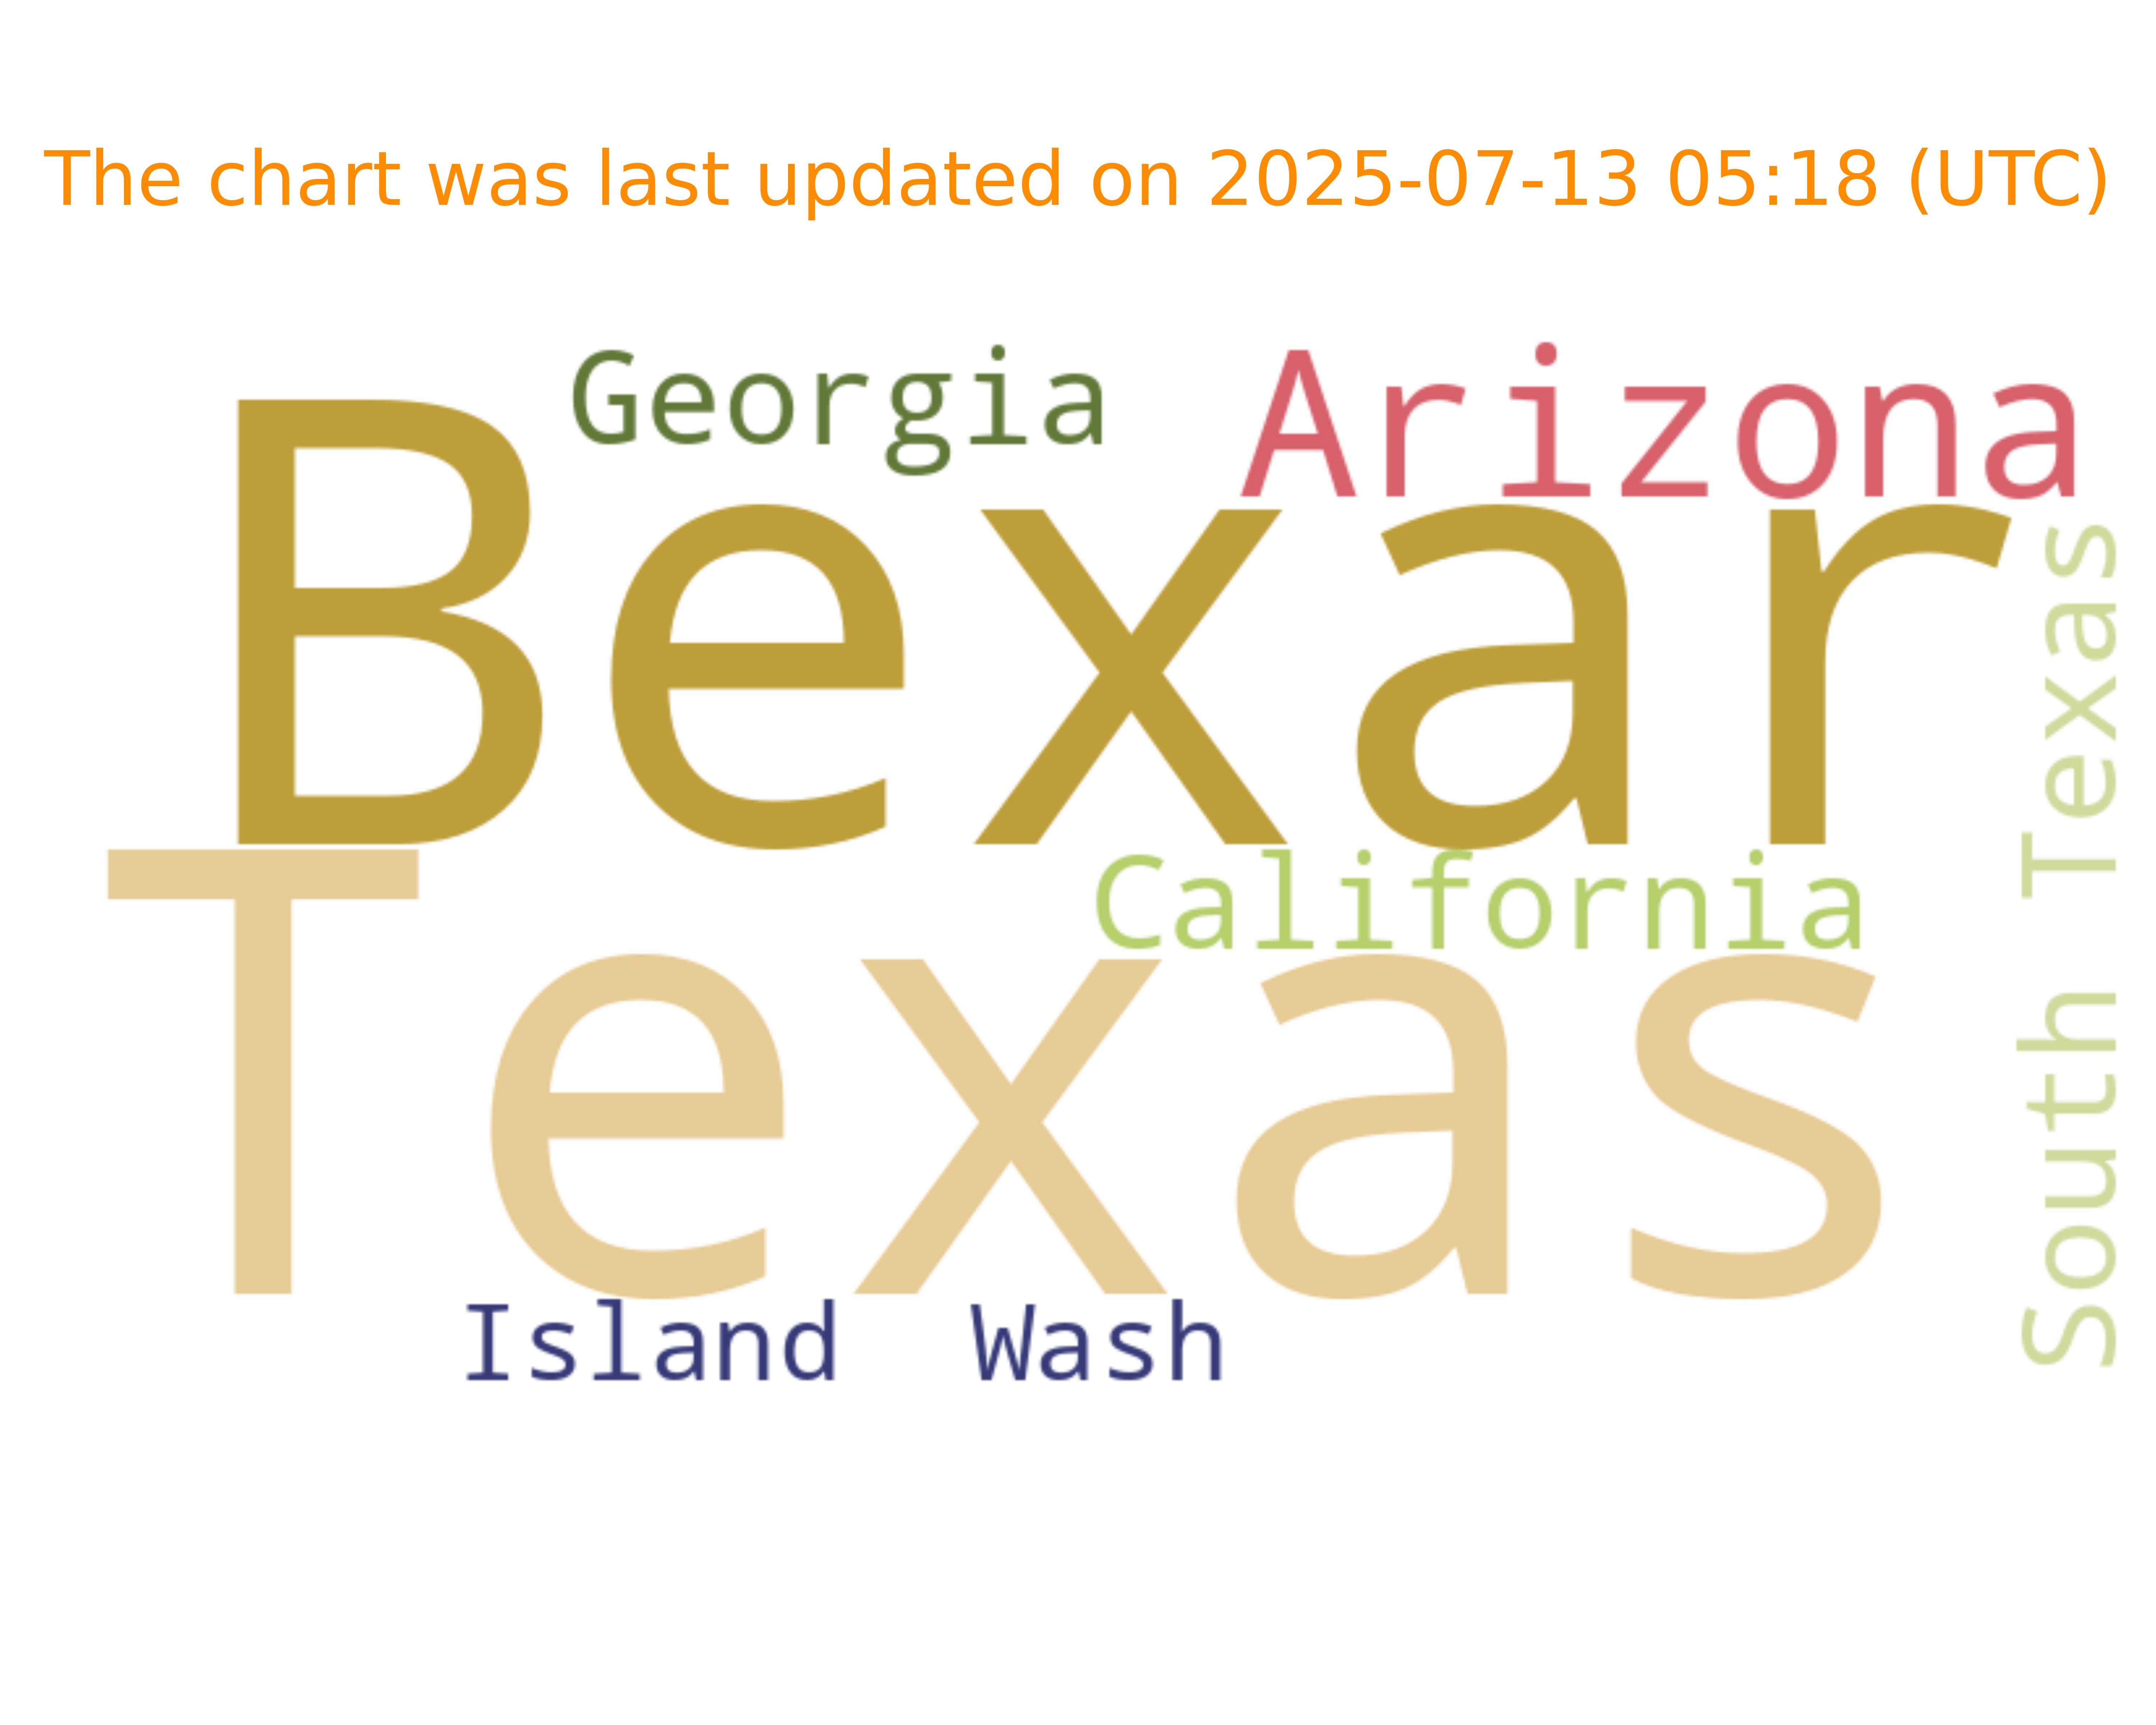 The chart was last updated on 2025-07-13 05:18 (UTC)
Georgia
Arizona
Bexar
South Texas
California
Texas
Island
Wash